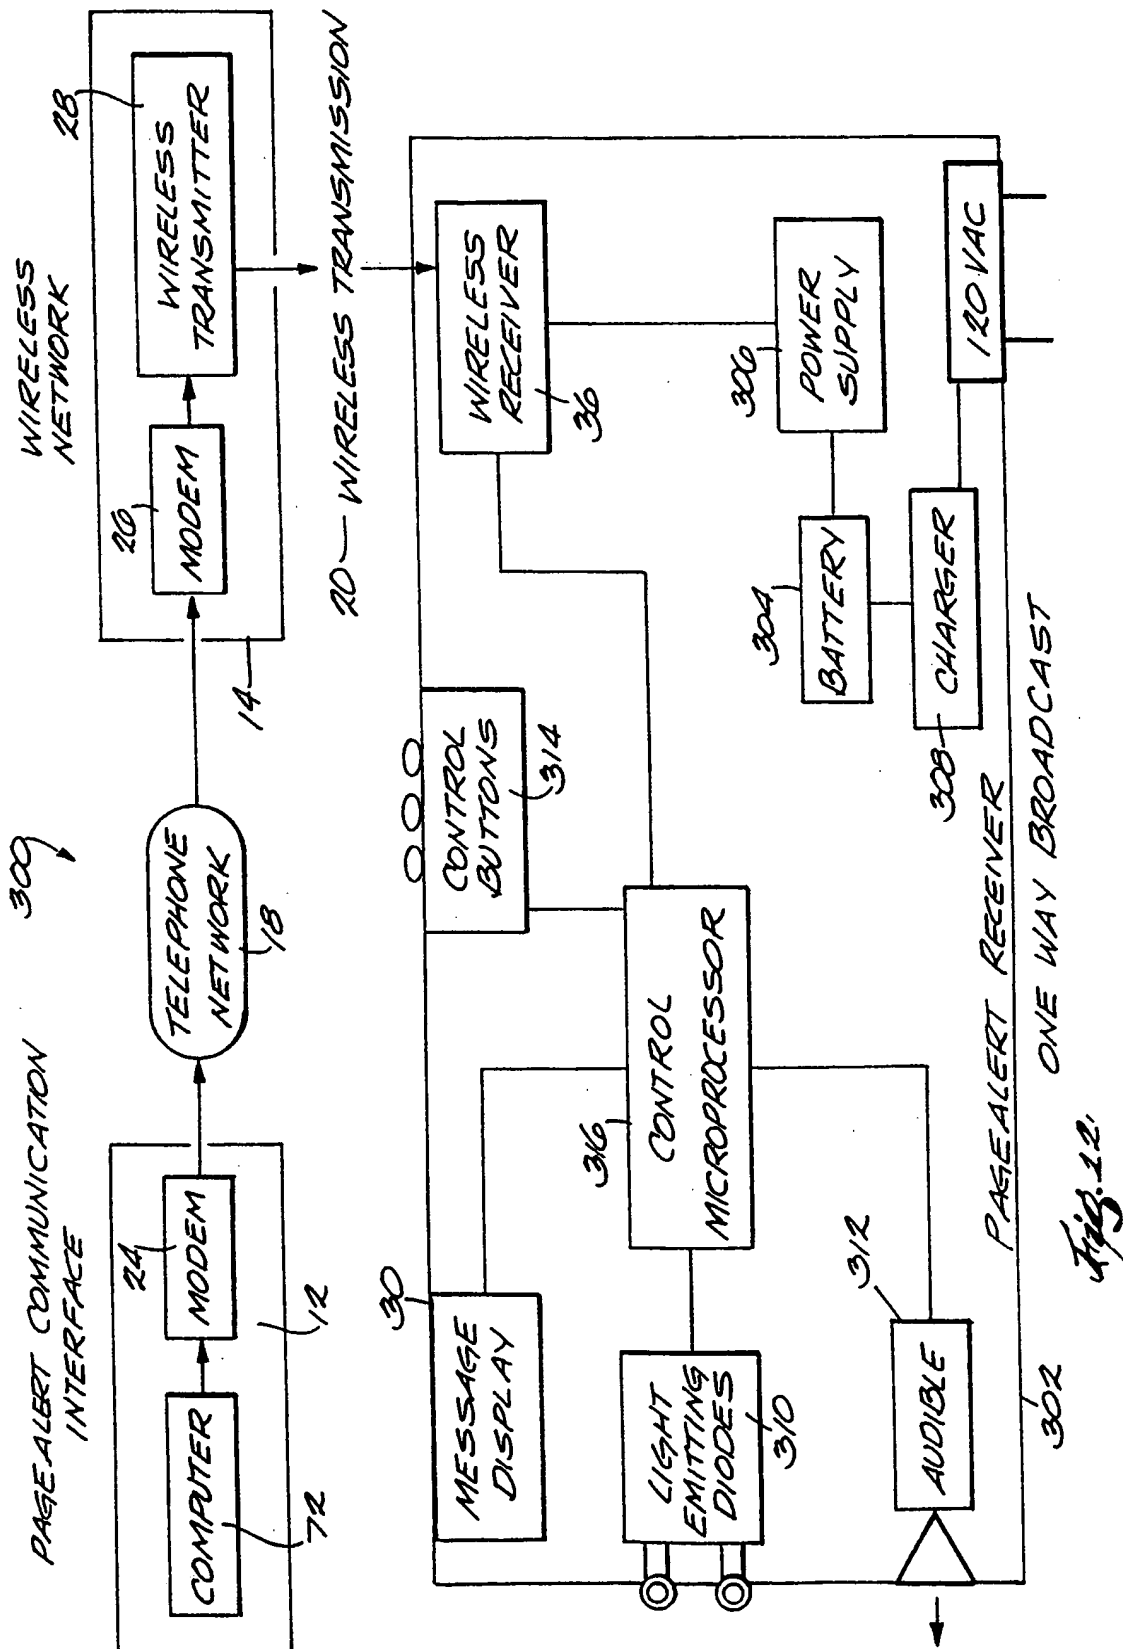 300
PAGEALERT COMMUNICATION
INTERFACE
COMPUTER
72
MODEM
24
12
TELEPHONE
NETWORK
18
WIRELESS
NETWORK
MODEM
26
WIRELESS
TRANSMITTER
28
14
20 — WIRELESS TRANSMISSION
MESSAGE
DISPLAY
30
CONTROL
BUTTONS
314
WIRELESS
RECEIVER
36
LIGHT
EMITTING
DIODES
310
CONTROL
MICROPROCESSOR
316
POWER
SUPPLY
306
BATTERY
304
AUDIBLE
312
308
CHARGER
120 VAC
302
PAGEALERT RECEIVER
ONE WAY BROADCAST
Fig. 12.